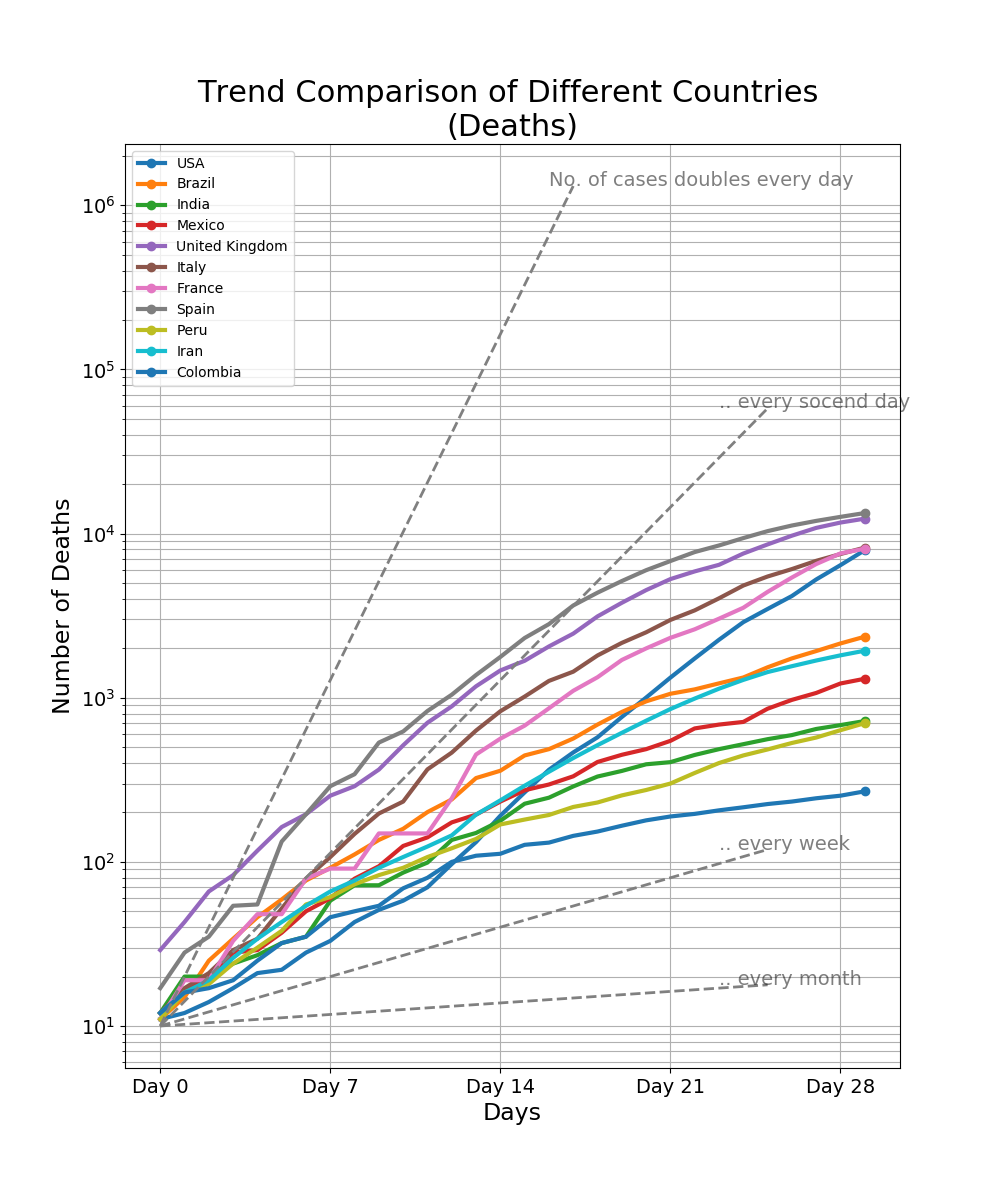 Trend Comparison of Different Countries
(Deaths)
USA
Brazil
India
Mexico
United Kingdom
Italy
France
Spain
Peru
Iran
Colombia
No. of cases doubles every day
.. every socend day
.. every week
.. every month
Number of Deaths
10^6
10^5
10^4
10^3
10^2
10^1
Day 0 Day 7 Day 14 Day 21 Day 28
Days